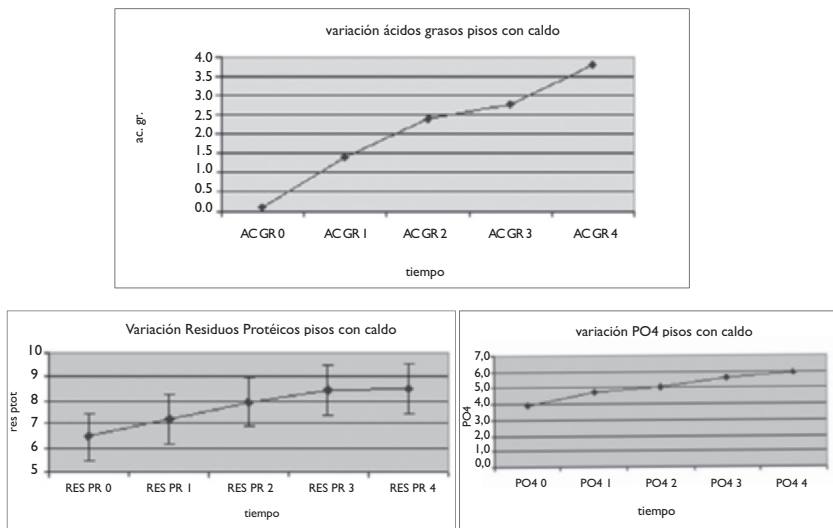 variación ácidos grasos pisos con caldo
4.0
3.5
3.0
2.5
2.0
1.5
1.0
0.5
0.0
ac. gr.
AC GR 0 AC GR 1 AC GR 2 AC GR 3 AC GR 4
tiempo
Variación Residuos Protéicos pisos con caldo
10
9
8
7
6
5
res ptot
RES PR 0 RES PR 1 RES PR 2 RES PR 3 RES PR 4
tiempo
variación PO4 pisos con caldo
7,0
6,0
5,0
4,0
3,0
2,0
1,0
0,0
PO4
PO4 0 PO4 1 PO4 2 PO4 3 PO4 4
tiempo